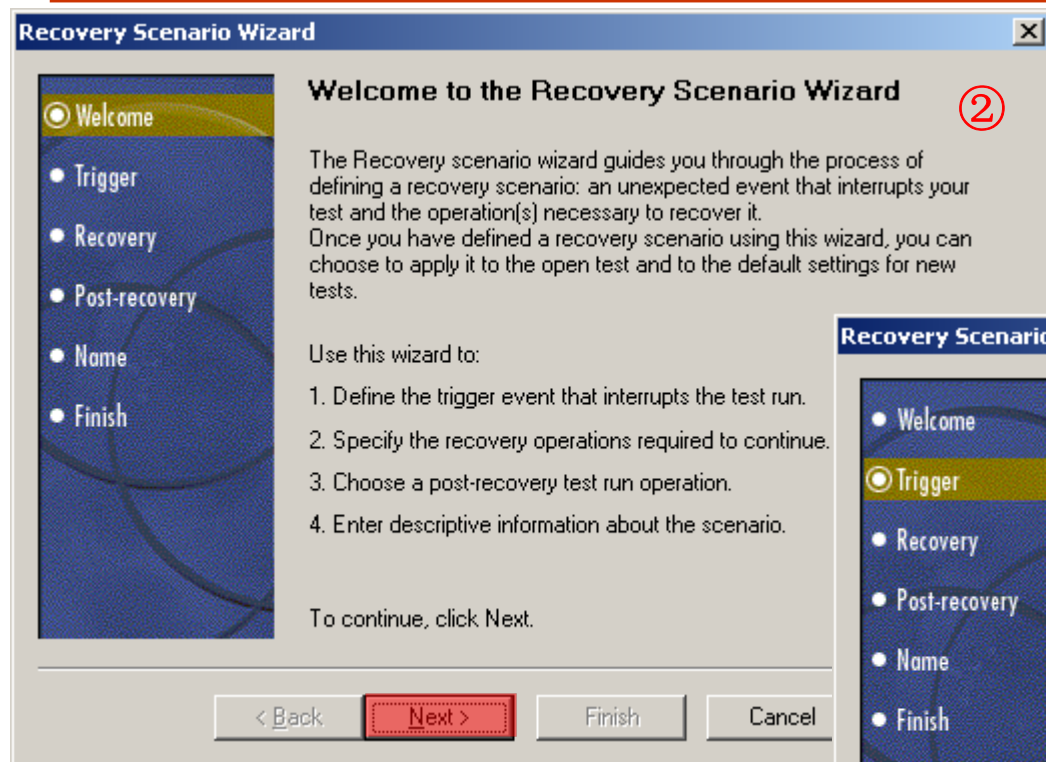 Recovery Scenario Wizard
Welcome
Trigger
Recovery
Post-recovery
Name
Finish
Welcome to the Recovery Scenario Wizard
②
The Recovery scenario wizard guides you through the process of
defining a recovery scenario: an unexpected event that interrupts your
test and the operation(s) necessary to recover it.
Once you have defined a recovery scenario using this wizard, you can
choose to apply it to the open test and to the default settings for new
tests.
Use this wizard to:
1. Define the trigger event that interrupts the test run.
2. Specify the recovery operations required to continue.
3. Choose a post-recovery test run operation.
4. Enter descriptive information about the scenario.
To continue, click Next.
< Back
Next >
Finish
Cancel
Recovery Scenario
Welcome
Trigger
Recovery
Post-recovery
Name
Finish